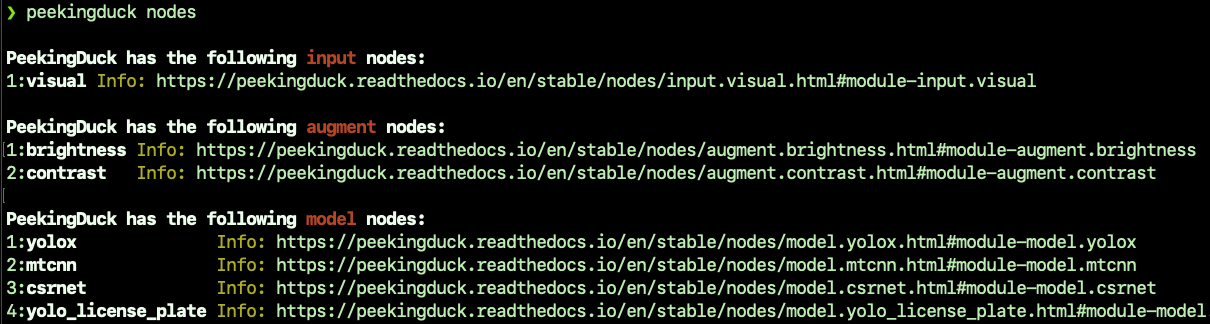 ❯ peekingduck nodes
PeekingDuck has the following input nodes:
1:visual Info: https://peekingduck.readthedocs.io/en/stable/nodes/input.visual.html#module-input.visual
PeekingDuck has the following augment nodes:
1:brightness Info: https://peekingduck.readthedocs.io/en/stable/nodes/augment.brightness.html#module-augment.brightness
2:contrast   Info: https://peekingduck.readthedocs.io/en/stable/nodes/augment.contrast.html#module-augment.contrast
PeekingDuck has the following model nodes:
1:yolox              Info: https://peekingduck.readthedocs.io/en/stable/nodes/model.yolox.html#module-model.yolox
2:mtcnn              Info: https://peekingduck.readthedocs.io/en/stable/nodes/model.mtcnn.html#module-model.mtcnn
3:csrnet             Info: https://peekingduck.readthedocs.io/en/stable/nodes/model.csrnet.html#module-model.csrnet
4:yolo_license_plate Info: https://peekingduck.readthedocs.io/en/stable/nodes/model.yolo_license_plate.html#module-model